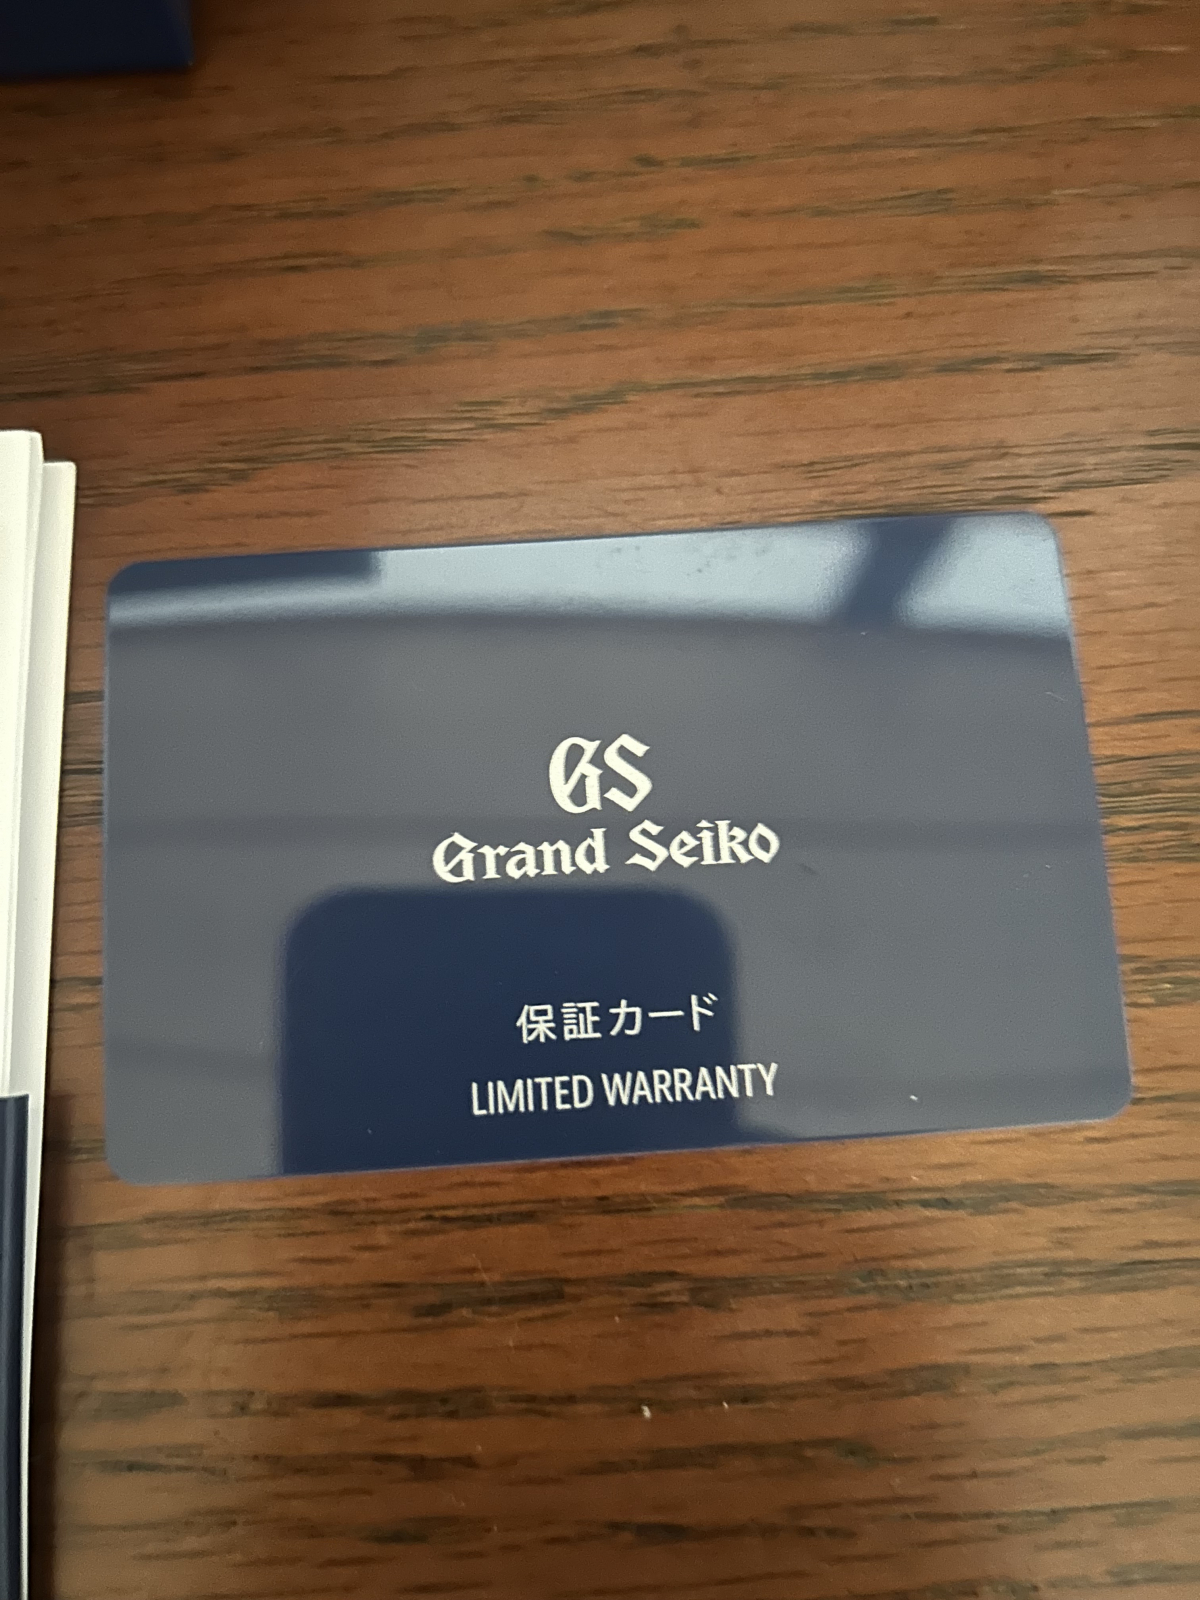 GS
Grand Seiko
保証カード
LIMITED WARRANTY